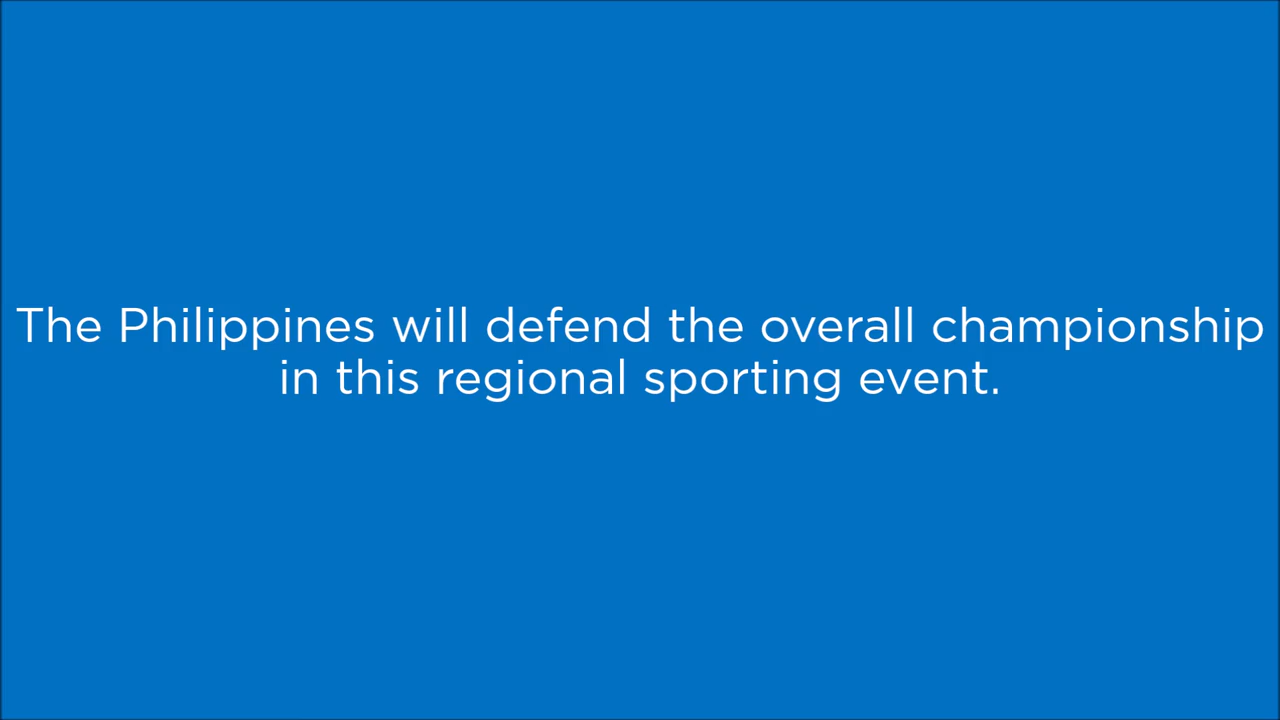 The Philippines will defend the overall championship
in this regional sporting event.